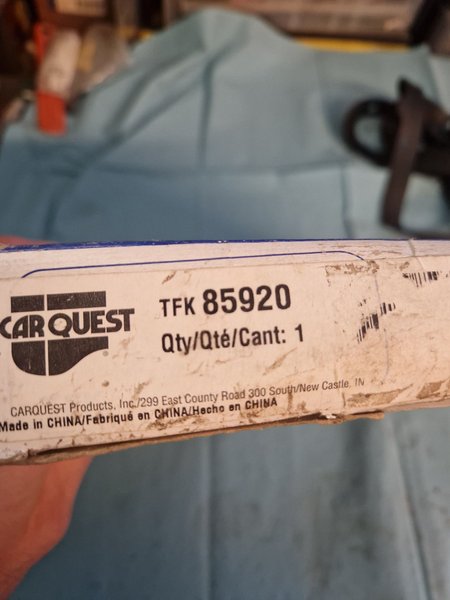 CARQUEST
TFK 85920
Qty/Qté/Cant: 1
CARQUEST Products, Inc./299 East County Road 300 South/New Castle, IN
Made in CHINA/Fabriqué en CHINA/Hecho en CHINA